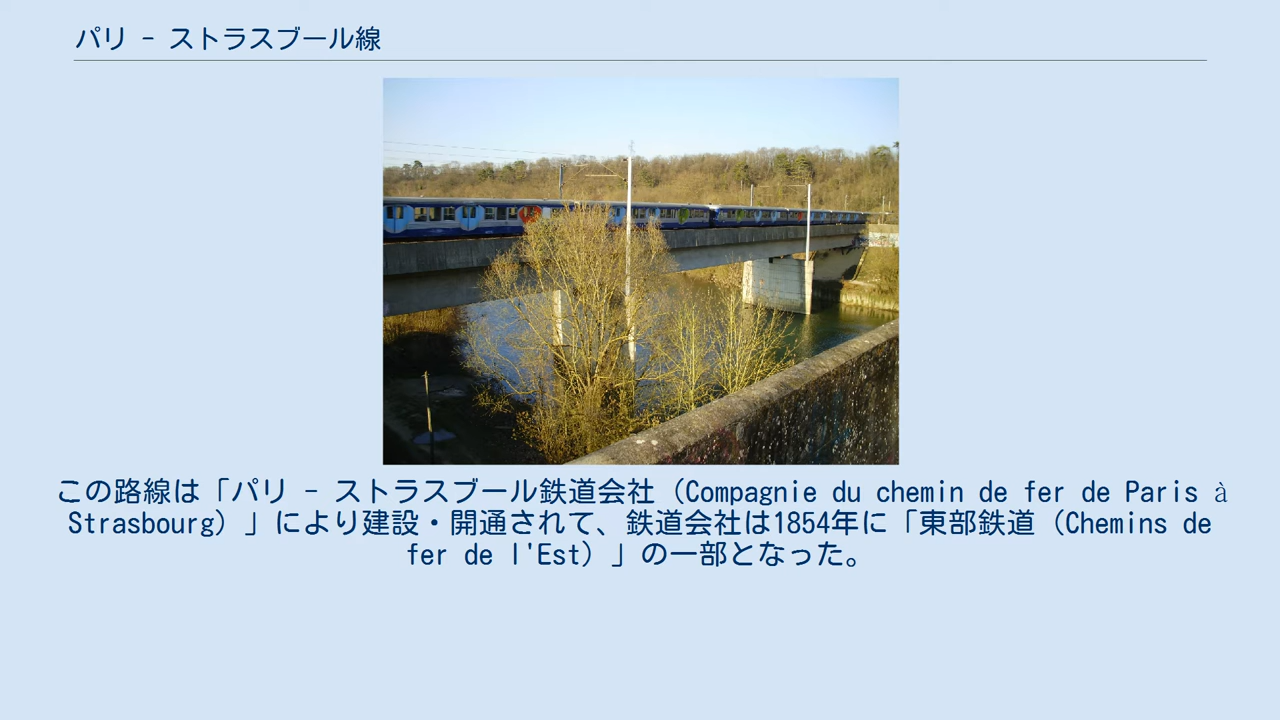 パリ - ストラスブール線
この路線は「パリ - ストラスブール鉄道会社（Compagnie du chemin de fer de Paris à
Strasbourg）」により建設・開通されて、鉄道会社は1854年に「東部鉄道（Chemins de
fer de l'Est）」の一部となった。